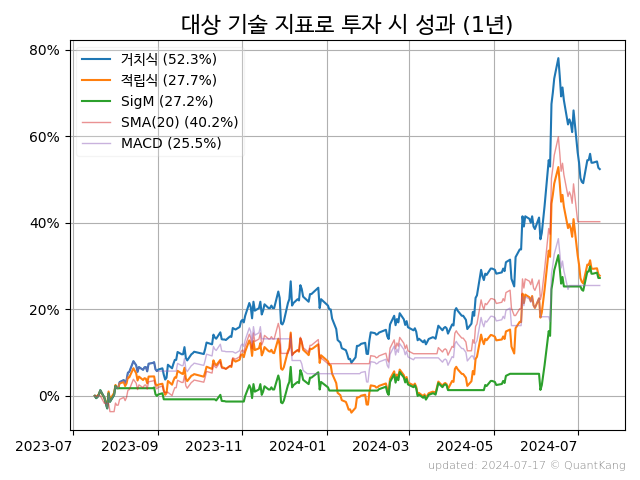 대상 기술 지표로 투자 시 성과 (1년)
80%
60%
40%
20%
0%
거치식 (52.3%)
적립식 (27.7%)
SigM (27.2%)
SMA(20) (40.2%)
MACD (25.5%)
2023-07 2023-09 2023-11 2024-01 2024-03 2024-05 2024-07
updated: 2024-07-17 © QuantKang